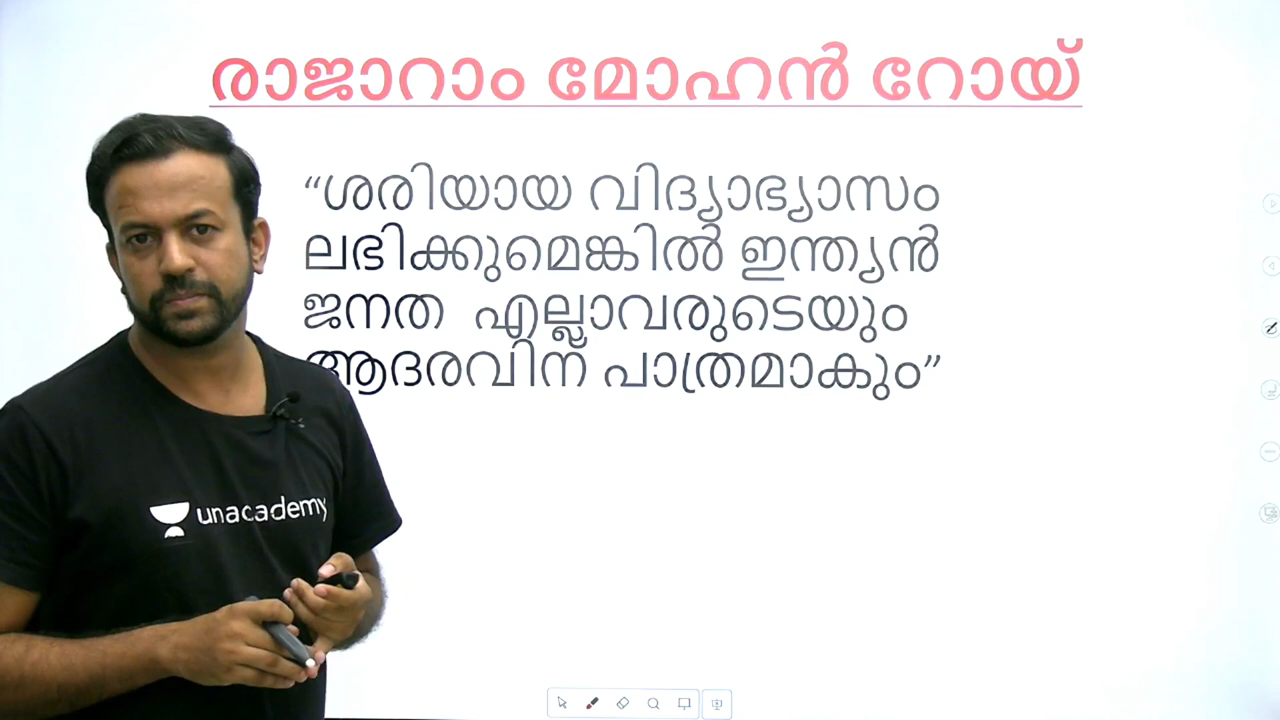 രാജാറാം മോഹൻ റോയ്
“ശരിയായ വിദ്യാഭ്യാസം
ലഭിക്കുമെങ്കിൽ ഇന്ത്യൻ
ജനത എല്ലാവരുടെയും
ആദരവിന് പാത്രമാകും”
unacademy